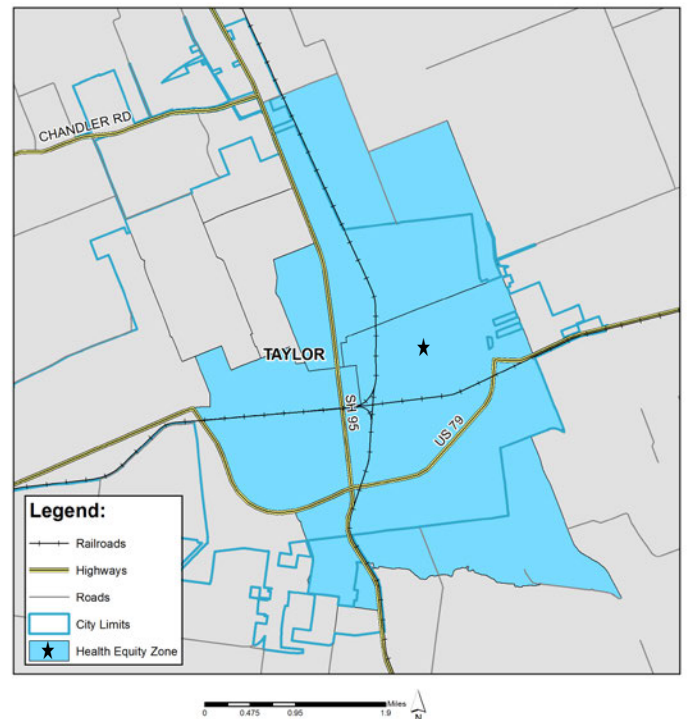 CHANDLER RD
TAYLOR
SH 95
US 79
Legend:
Railroads
Highways
Roads
City Limits
Health Equity Zone
Miles
0 0.475 0.95 1.9
N